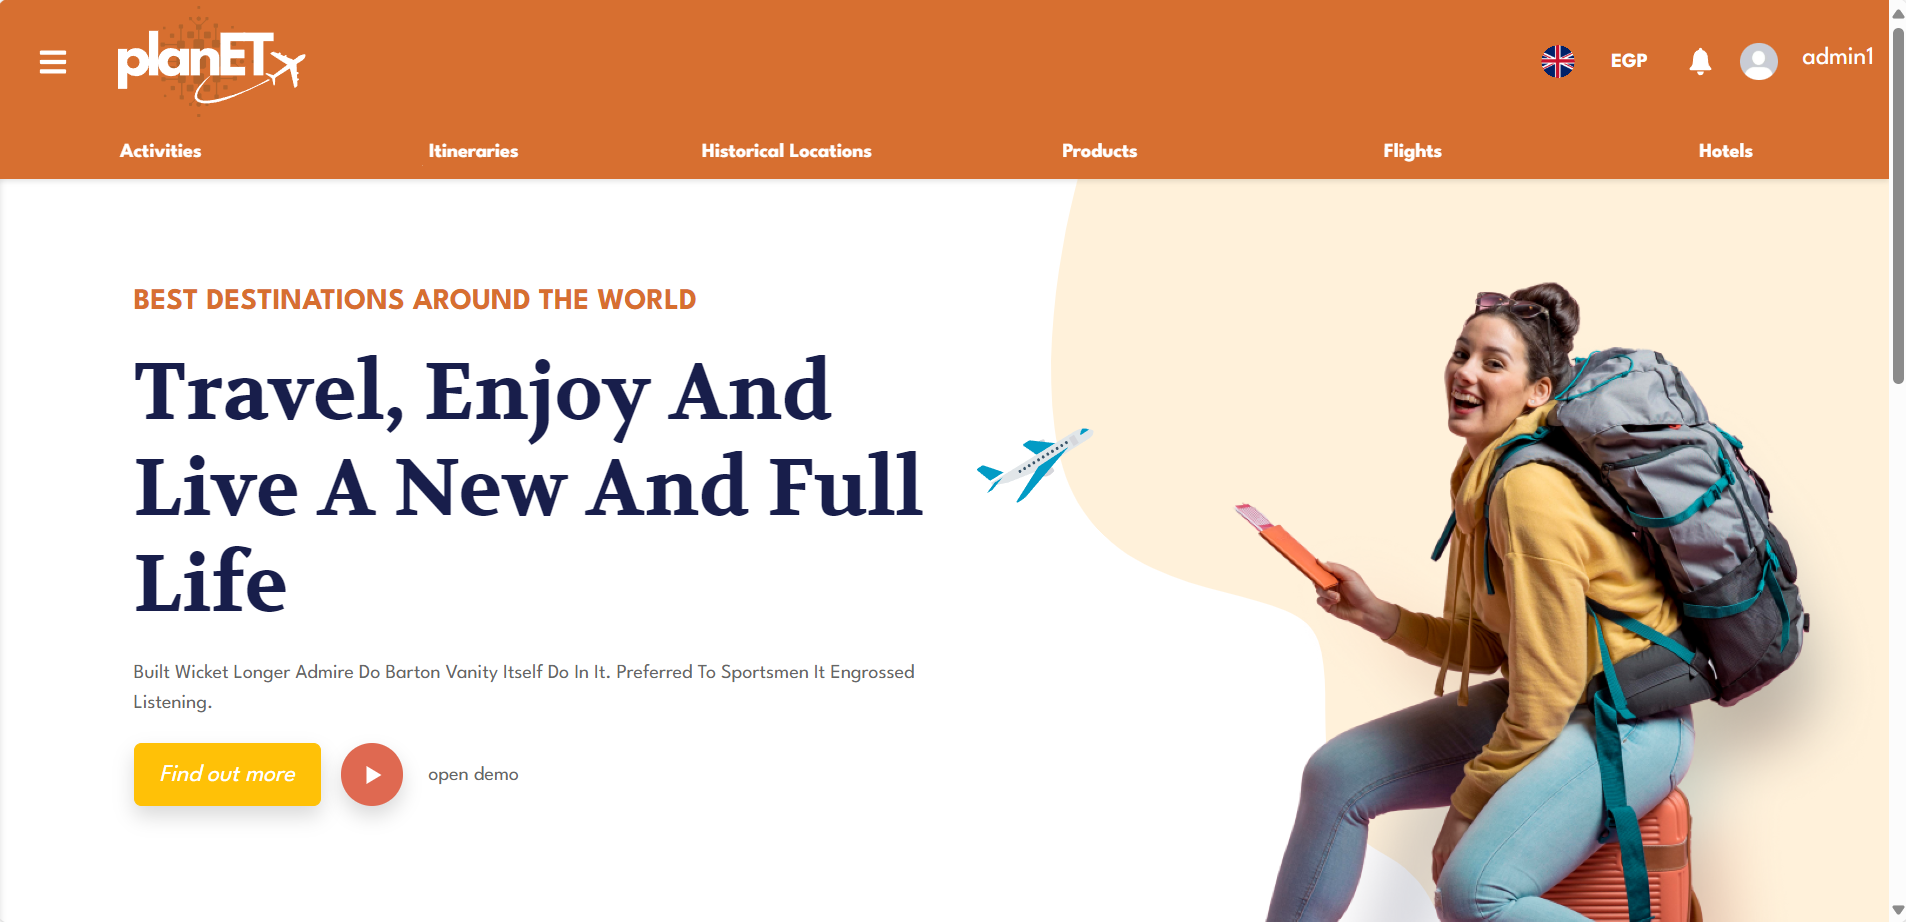 planET
EGP
admin1
Activities
Itineraries
Historical Locations
Products
Flights
Hotels
BEST DESTINATIONS AROUND THE WORLD
Travel, Enjoy And
Live A New And Full
Life
Built Wicket Longer Admire Do Barton Vanity Itself Do In It. Preferred To Sportsmen It Engrossed
Listening.
Find out more
open demo